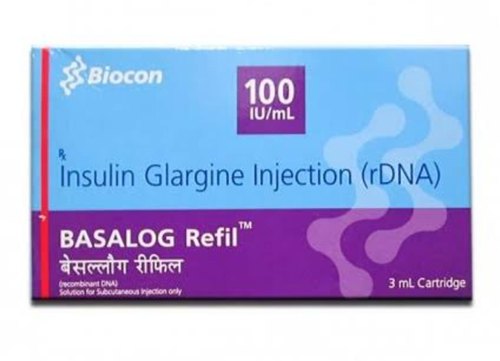 Biocon
100
IU/mL
Rx
Insulin Glargine Injection (rDNA)
BASALOG Refil™
बेसल्लौग रीफिल
(recombinant DNA)
Solution for Subcutaneous Injection only
3 mL Cartridge